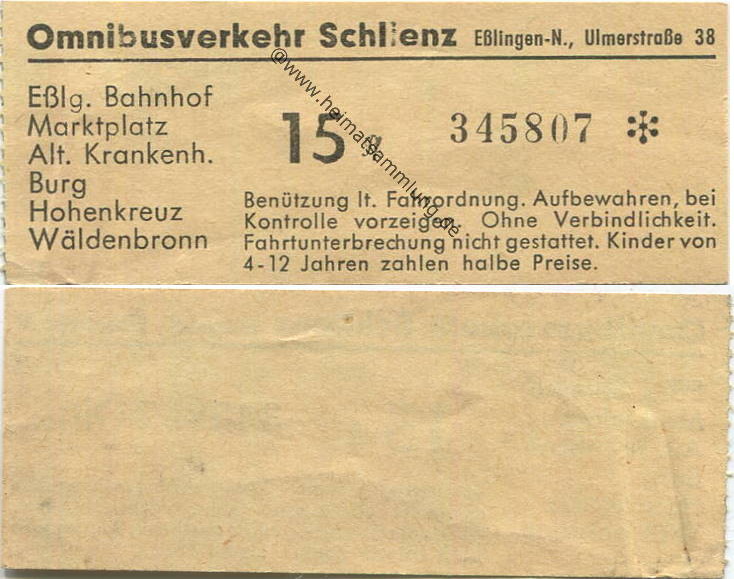 Omnibusverkehr Schlienz Eßlingen-N., Ulmerstraße 38
Eßlg. Bahnhof
Marktplatz
Alt. Krankenh.
Burg
Hohenkreuz
Wäldenbronn
15 ₰ 345807 ✻
Benützung lt. Fahrordnung. Aufbewahren, bei
Kontrolle vorzeigen. Ohne Verbindlichkeit.
Fahrtunterbrechung nicht gestattet. Kinder von
4-12 Jahren zahlen halbe Preise.
@www.heimatsammlung.de